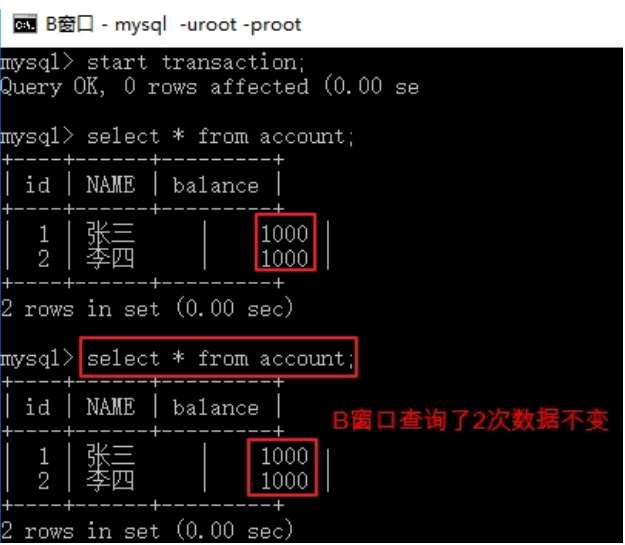 B窗口 - mysql  -uroot -proot
mysql> start transaction;
Query OK, 0 rows affected (0.00 se
mysql> select * from account;
+----+------+---------+
| id | NAME | balance |
+----+------+---------+
| 1 | 张三 | 1000 |
| 2 | 李四 | 1000 |
+----+------+---------+
2 rows in set (0.00 sec)
mysql> select * from account;
+----+------+---------+
| id | NAME | balance |
+----+------+---------+
B窗口查询了2次数据不变
| 1 | 张三 | 1000 |
| 2 | 李四 | 1000 |
+----+------+---------+
2 rows in set (0.00 sec)